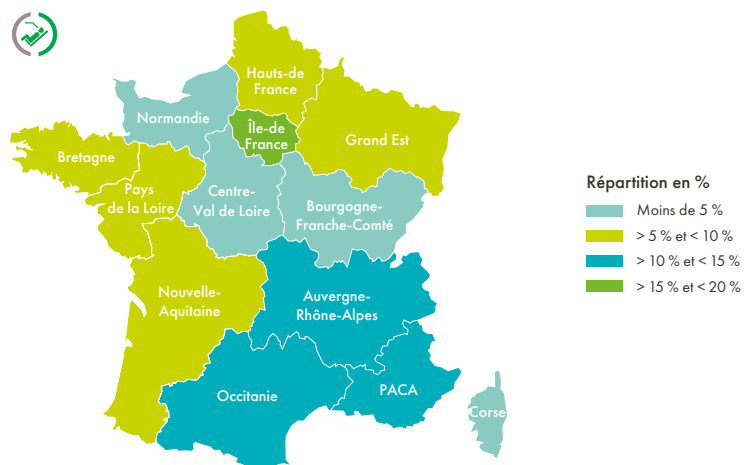 Hauts-de
France
Normandie
Île-de
France
Grand Est
Bretagne
Pays
de la Loire
Centre-
Val de Loire
Bourgogne-
Franche-Comté
Nouvelle-
Aquitaine
Auvergne-
Rhône-Alpes
Occitanie
PACA
Corse
Répartition en %
Moins de 5 %
> 5 % et < 10 %
> 10 % et < 15 %
> 15 % et < 20 %